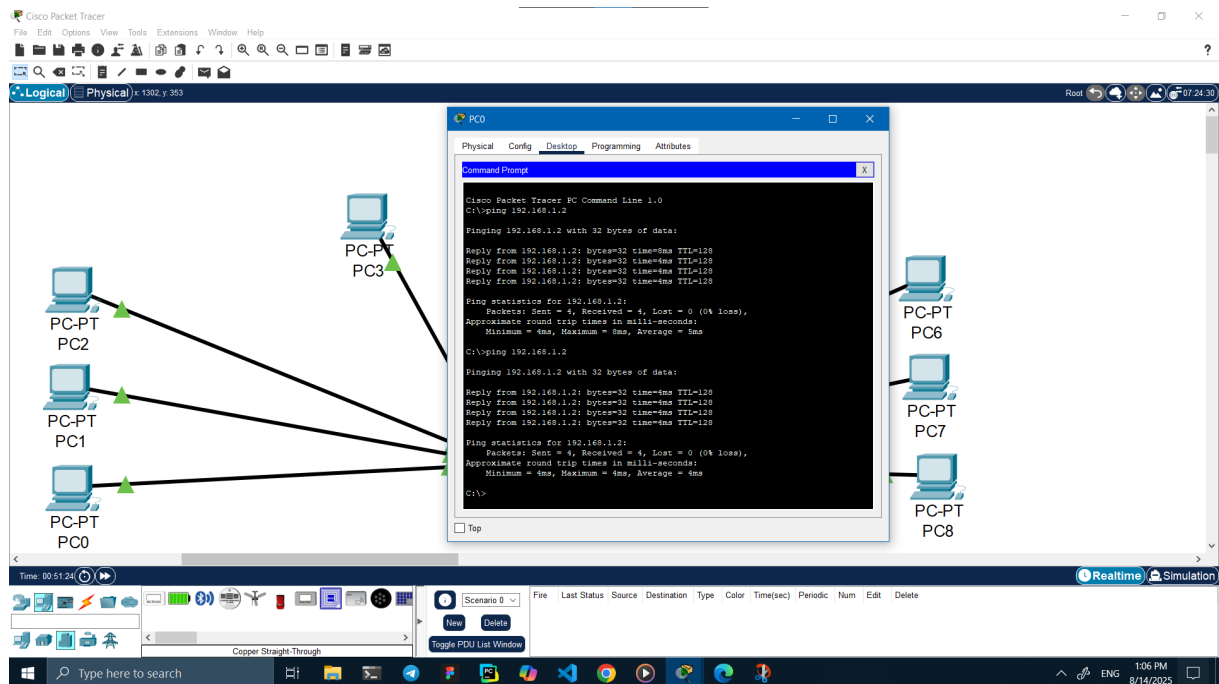 Cisco Packet Tracer
File Edit Options View Tools Extensions Window Help
?
Logical Physical x: 1302, y: 353
Root 07:24:30
PC0
Physical Config Desktop Programming Attributes
Command Prompt X
Cisco Packet Tracer PC Command Line 1.0
C:\>ping 192.168.1.2
Pinging 192.168.1.2 with 32 bytes of data:
Reply from 192.168.1.2: bytes=32 time=8ms TTL=128
Reply from 192.168.1.2: bytes=32 time=4ms TTL=128
Reply from 192.168.1.2: bytes=32 time=4ms TTL=128
Reply from 192.168.1.2: bytes=32 time=4ms TTL=128
Ping statistics for 192.168.1.2:
Packets: Sent = 4, Received = 4, Lost = 0 (0% loss),
Approximate round trip times in milli-seconds:
Minimum = 4ms, Maximum = 8ms, Average = 5ms
C:\>ping 192.168.1.2
Pinging 192.168.1.2 with 32 bytes of data:
Reply from 192.168.1.2: bytes=32 time=4ms TTL=128
Reply from 192.168.1.2: bytes=32 time=4ms TTL=128
Reply from 192.168.1.2: bytes=32 time=4ms TTL=128
Reply from 192.168.1.2: bytes=32 time=4ms TTL=128
Ping statistics for 192.168.1.2:
Packets: Sent = 4, Received = 4, Lost = 0 (0% loss),
Approximate round trip times in milli-seconds:
Minimum = 4ms, Maximum = 4ms, Average = 4ms
C:\>
Top
PC-PT
PC3
PC-PT
PC2
PC-PT
PC1
PC-PT
PC0
PC-PT
PC6
PC-PT
PC7
PC-PT
PC8
Time: 00:51:24
Realtime Simulation
Scenario 0
New Delete
Toggle PDU List Window
Fire Last Status Source Destination Type Color Time(sec) Periodic Num Edit Delete
Copper Straight-Through
Type here to search
ENG
1:06 PM
8/14/2025